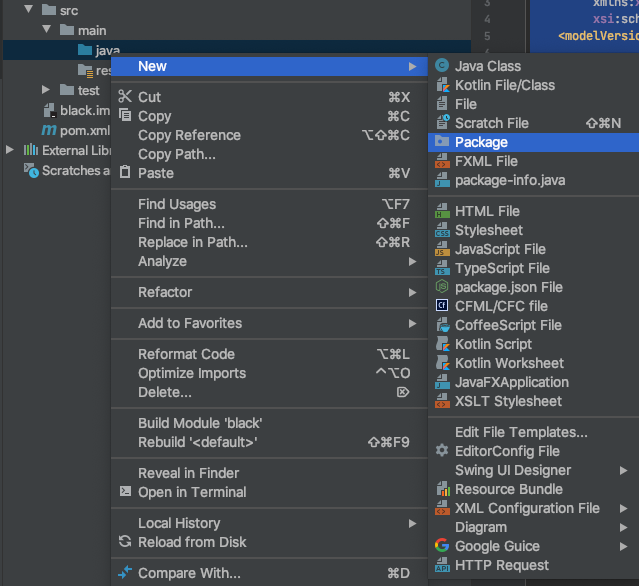 src
main
java
res
test
black.im
pom.xml
External Libr
Scratches a
3
4
5
xmlns:x
xsi:sch
<modelVersi
New
Cut ⌘X
Copy ⌘C
Copy Reference ⌥⇧⌘C
Copy Path...
Paste ⌘V
Find Usages ⌥F7
Find in Path... ⇧⌘F
Replace in Path... ⇧⌘R
Analyze
Refactor
Add to Favorites
Reformat Code ⌥⌘L
Optimize Imports ^⌥O
Delete... ⌦
Build Module 'black'
Rebuild '<default>' ⇧⌘F9
Reveal in Finder
Open in Terminal
Local History
Reload from Disk
Compare With... ⌘D
Java Class
Kotlin File/Class
File
Scratch File ⇧⌘N
Package
FXML File
package-info.java
HTML File
Stylesheet
JavaScript File
TypeScript File
package.json File
CFML/CFC file
CoffeeScript File
Kotlin Script
Kotlin Worksheet
JavaFXApplication
XSLT Stylesheet
Edit File Templates...
EditorConfig File
Swing UI Designer
Resource Bundle
XML Configuration File
Diagram
Google Guice
HTTP Request